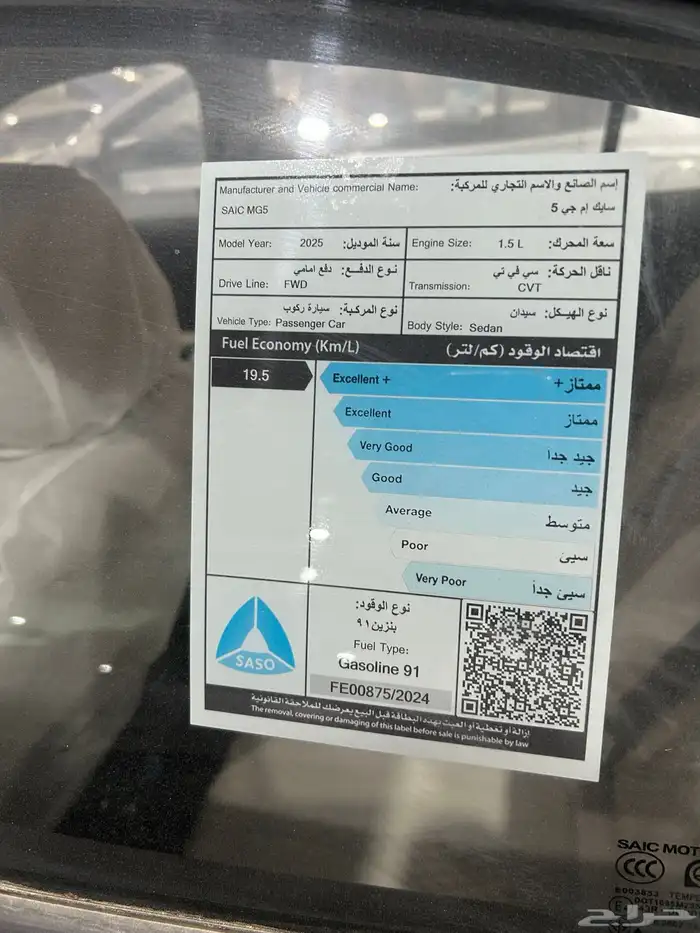 Manufacturer and Vehicle commercial Name: إسم الصانع والاسم التجاري للمركبة:
SAIC MG5 سايك إم جي 5
Model Year: 2025 سنة الموديل:
Engine Size: 1.5 L سعة المحرك:
نوع الدفـع: دفع امامي
Drive Line: FWD
ناقل الحركة: سي في تي
Transmission: CVT
نوع المركبة: سيارة ركوب
Vehicle Type: Passenger Car
نوع الهيكل: سيدان
Body Style: Sedan
Fuel Economy (Km/L) اقتصاد الوقود (كم/لتر)
19.5
Excellent + ممتاز+
Excellent ممتاز
Very Good جيد جداً
Good جيد
Average متوسط
Poor سيئ
Very Poor سيئ جداً
SASO
نوع الوقود:
بنزين٩١
Fuel Type:
Gasoline 91
FE00875/2024
إزالة أو تغطية أو العبث بهذه البطاقة قبل البيع يعرضك للملاحقة القانونية
The removal, covering or damaging of this label before sale is punishable by law
SAIC MOT
CCC
E003833 TEMPE
حراج